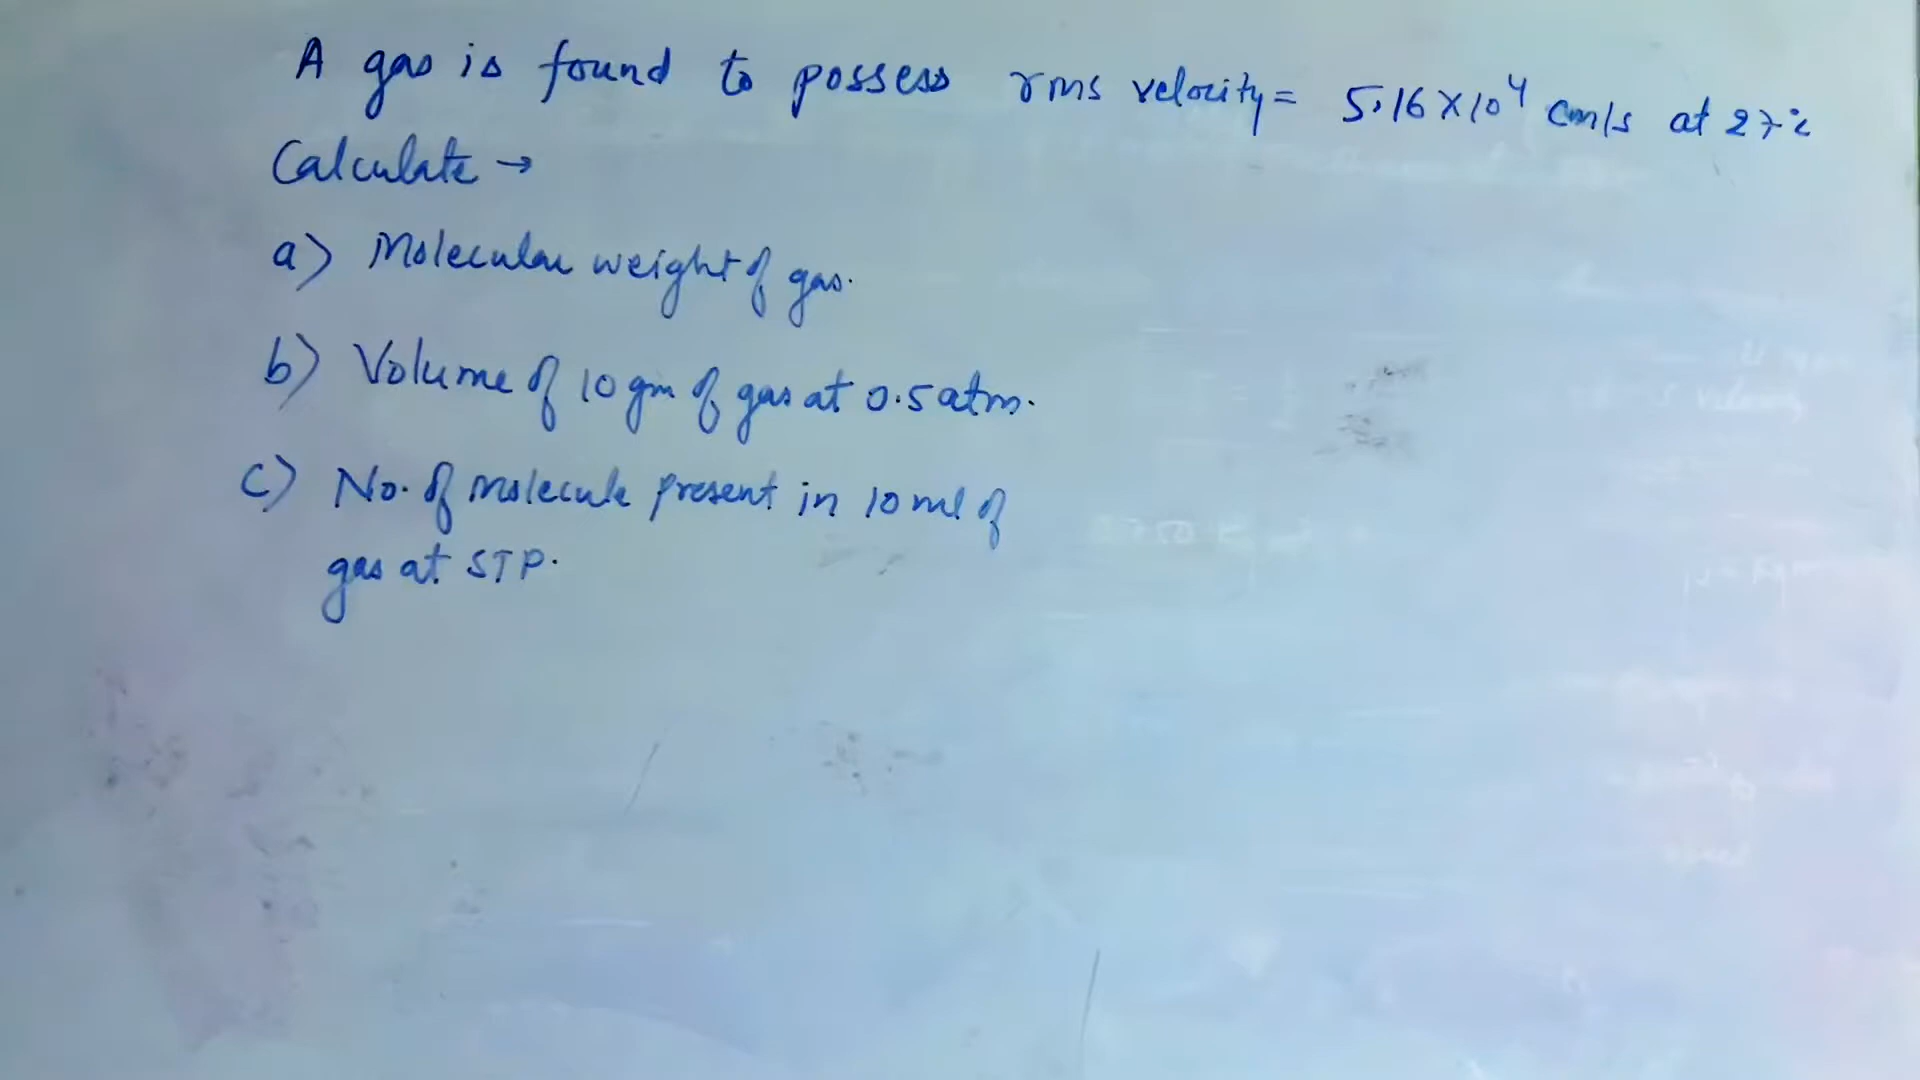 A gas is found to possess rms velocity = 5.16×10⁴ cm/s at 27°C
Calculate →
a) Molecular weight of gas.
b) Volume of 10 gm of gas at 0.5 atm.
c) No. of molecule present in 10 ml of
gas at STP.